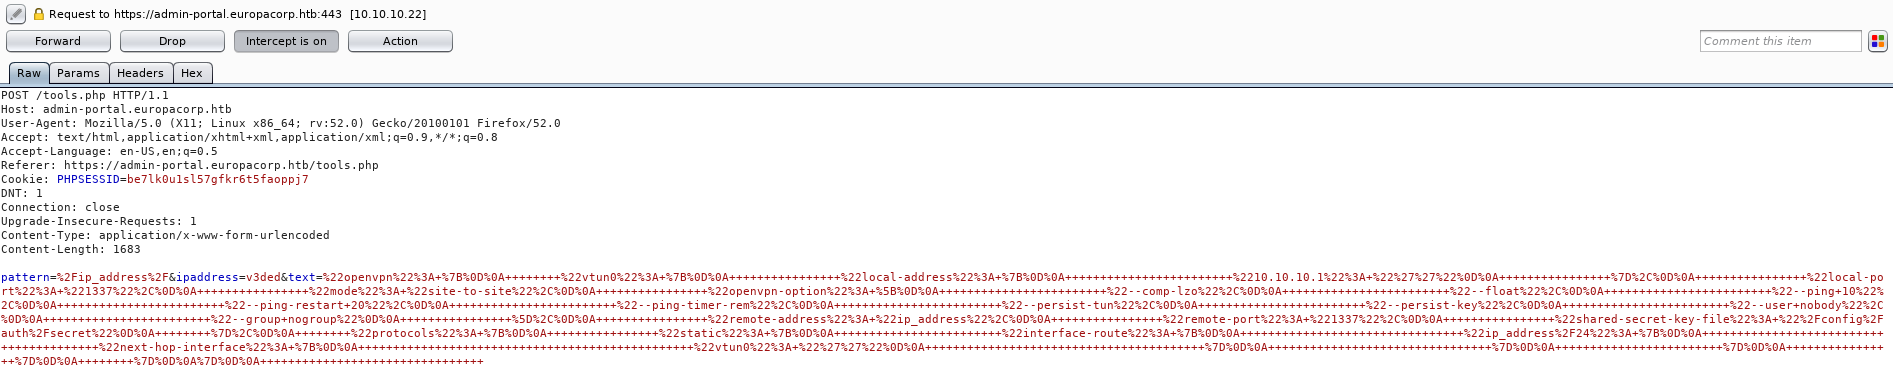 Request to https://admin-portal.europacorp.htb:443 [10.10.10.22]
Forward Drop Intercept is on Action Comment this item
Raw Params Headers Hex
POST /tools.php HTTP/1.1
Host: admin-portal.europacorp.htb
User-Agent: Mozilla/5.0 (X11; Linux x86_64; rv:52.0) Gecko/20100101 Firefox/52.0
Accept: text/html,application/xhtml+xml,application/xml;q=0.9,*/*;q=0.8
Accept-Language: en-US,en;q=0.5
Referer: https://admin-portal.europacorp.htb/tools.php
Cookie: PHPSESSID=be7lk0u1sl57gfkr6t5faoppj7
DNT: 1
Connection: close
Upgrade-Insecure-Requests: 1
Content-Type: application/x-www-form-urlencoded
Content-Length: 1683
pattern=%2Fip_address%2F&ipaddress=v3ded&text=%22openvpn%22%3A+%7B%0D%0A++++++++%22vtun0%22%3A+%7B%0D%0A++++++++++++++++%22local-address%22%3A+%7B%0D%0A++++++++++++++++++++++++%2210.10.10.1%22%3A+%22%27%27%22%0D%0A++++++++++++++++%7D%2C%0D%0A++++++++++++++++%22local-po
rt%22%3A+%221337%22%2C%0D%0A++++++++++++++++%22mode%22%3A+%22site-to-site%22%2C%0D%0A++++++++++++++++%22openvpn-option%22%3A+%5B%0D%0A++++++++++++++++++++++++%22--comp-lzo%22%2C%0D%0A++++++++++++++++++++++++%22--float%22%2C%0D%0A++++++++++++++++++++++++%22--ping+10%22%
2C%0D%0A++++++++++++++++++++++++%22--ping-restart+20%22%2C%0D%0A++++++++++++++++++++++++%22--ping-timer-rem%22%2C%0D%0A++++++++++++++++++++++++%22--persist-tun%22%2C%0D%0A++++++++++++++++++++++++%22--persist-key%22%2C%0D%0A++++++++++++++++++++++++%22--user+nobody%22%2C
%0D%0A++++++++++++++++++++++++%22--group+nogroup%22%0D%0A++++++++++++++++%5D%2C%0D%0A++++++++++++++++%22remote-address%22%3A+%22ip_address%22%2C%0D%0A++++++++++++++++%22remote-port%22%3A+%221337%22%2C%0D%0A++++++++++++++++%22shared-secret-key-file%22%3A+%22%2Fconfig%2F
auth%2Fsecret%22%0D%0A++++++++%7D%2C%0D%0A++++++++%22protocols%22%3A+%7B%0D%0A++++++++++++++++%22static%22%3A+%7B%0D%0A++++++++++++++++++++++++%22interface-route%22%3A+%7B%0D%0A++++++++++++++++++++++++++++++++%22ip_address%2F24%22%3A+%7B%0D%0A++++++++++++++++++++++++++
++++++++++++++%22next-hop-interface%22%3A+%7B%0D%0A++++++++++++++++++++++++++++++++++++++++++++++++%22vtun0%22%3A+%22%27%27%22%0D%0A++++++++++++++++++++++++++++++++++++++++%7D%0D%0A++++++++++++++++++++++++++++++++%7D%0D%0A++++++++++++++++++++++++%7D%0D%0A++++++++++++++
++%7D%0D%0A++++++++%7D%0D%0A%7D%0D%0A++++++++++++++++++++++++++++++++